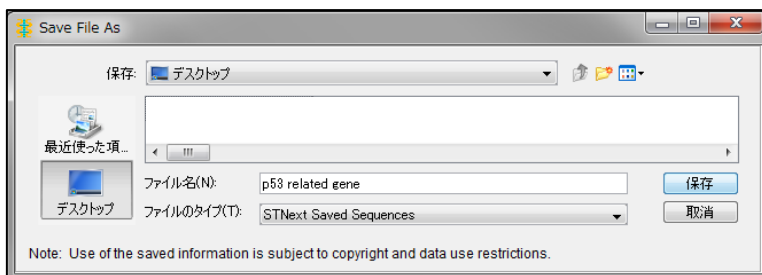 Save File As
保存: デスクトップ
最近使った項...
デスクトップ
ファイル名(N): p53 related gene
保存
ファイルのタイプ(T): STNext Saved Sequences
取消
Note: Use of the saved information is subject to copyright and data use restrictions.